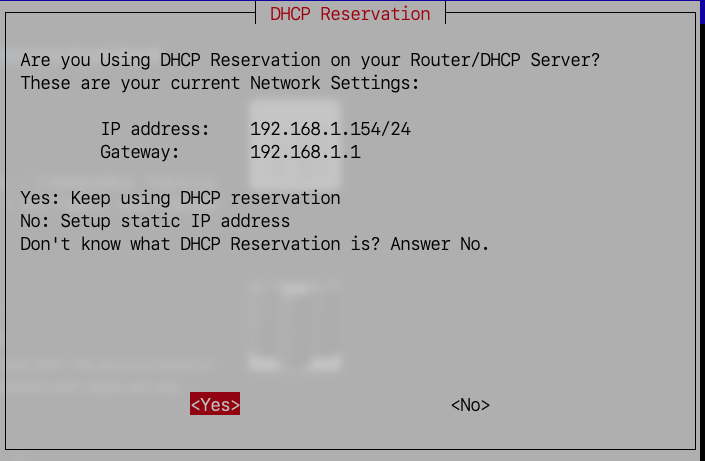 DHCP Reservation
Are you Using DHCP Reservation on your Router/DHCP Server?
These are your current Network Settings:
IP address: 192.168.1.154/24
Gateway: 192.168.1.1
Yes: Keep using DHCP reservation
No: Setup static IP address
Don't know what DHCP Reservation is? Answer No.
<Yes> <No>